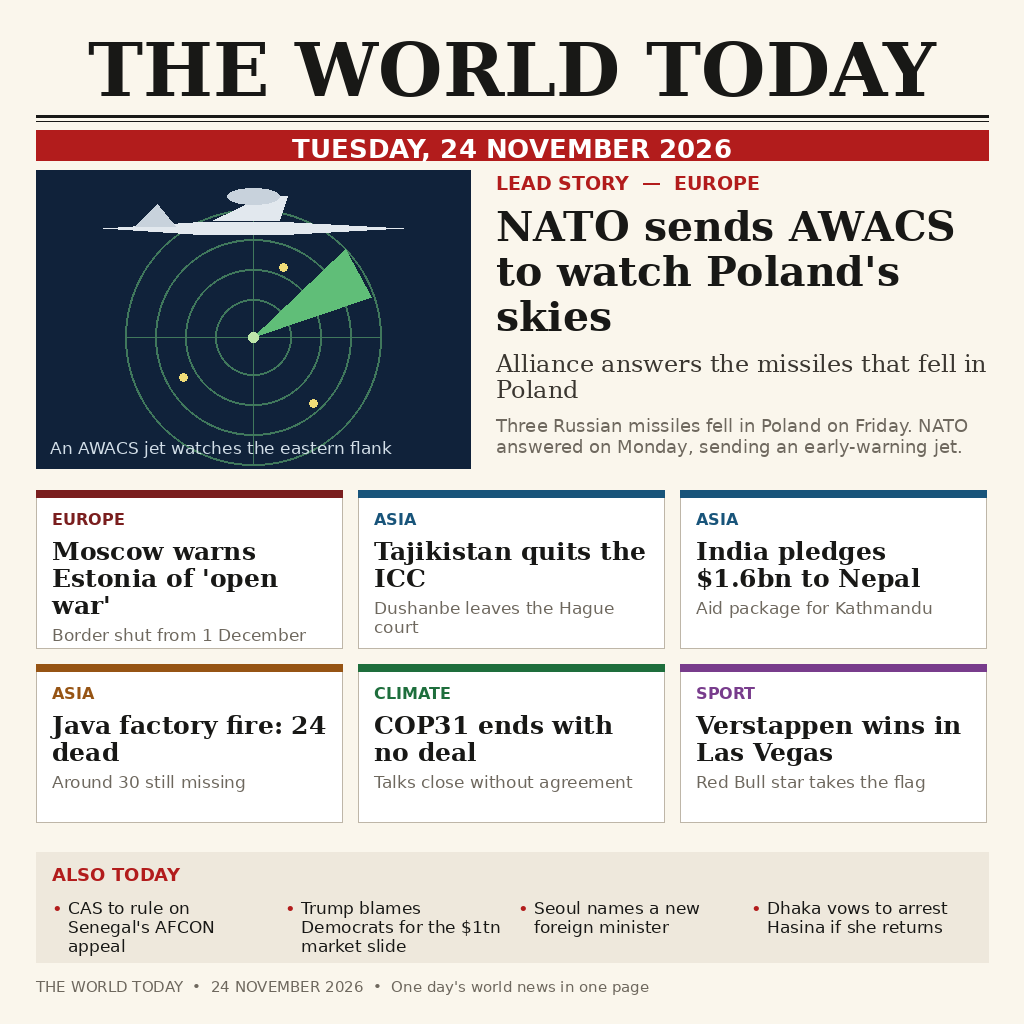 THE WORLD TODAY
TUESDAY, 24 NOVEMBER 2026
An AWACS jet watches the eastern flank
LEAD STORY — EUROPE
NATO sends AWACS
to watch Poland's
skies
Alliance answers the missiles that fell in
Poland
Three Russian missiles fell in Poland on Friday. NATO
answered on Monday, sending an early-warning jet.
EUROPE
Moscow warns
Estonia of 'open
war'
Border shut from 1 December
ASIA
Tajikistan quits the
ICC
Dushanbe leaves the Hague
court
ASIA
India pledges
$1.6bn to Nepal
Aid package for Kathmandu
ASIA
Java factory fire: 24
dead
Around 30 still missing
CLIMATE
COP31 ends with
no deal
Talks close without agreement
SPORT
Verstappen wins in
Las Vegas
Red Bull star takes the flag
ALSO TODAY
• CAS to rule on
Senegal's AFCON
appeal
• Trump blames
Democrats for the $1tn
market slide
• Seoul names a new
foreign minister
• Dhaka vows to arrest
Hasina if she returns
THE WORLD TODAY • 24 NOVEMBER 2026 • One day's world news in one page